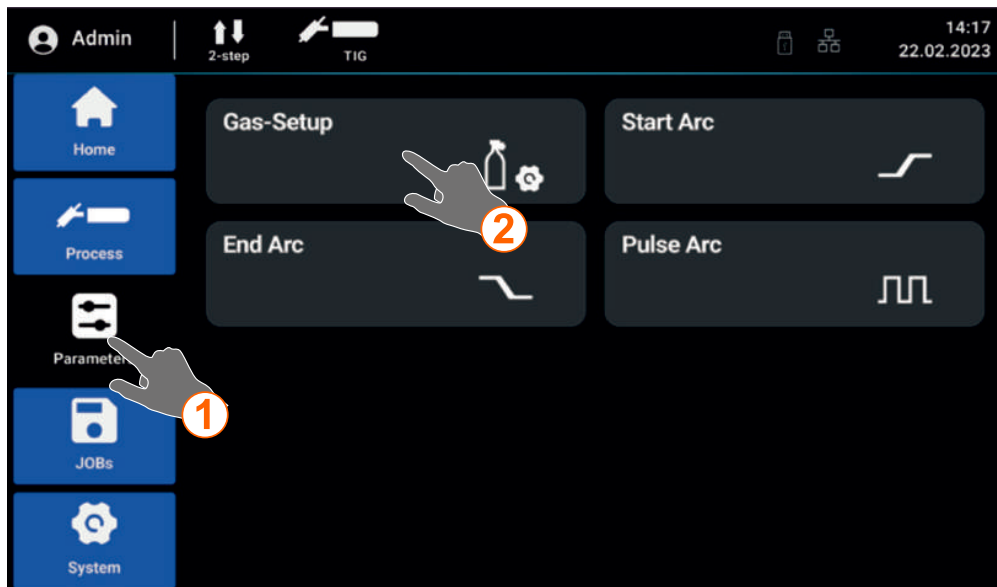 Admin
2-step
TIG
14:17
22.02.2023
Home
Process
Parameter
JOBs
System
Gas-Setup
Start Arc
End Arc
Pulse Arc
1
2